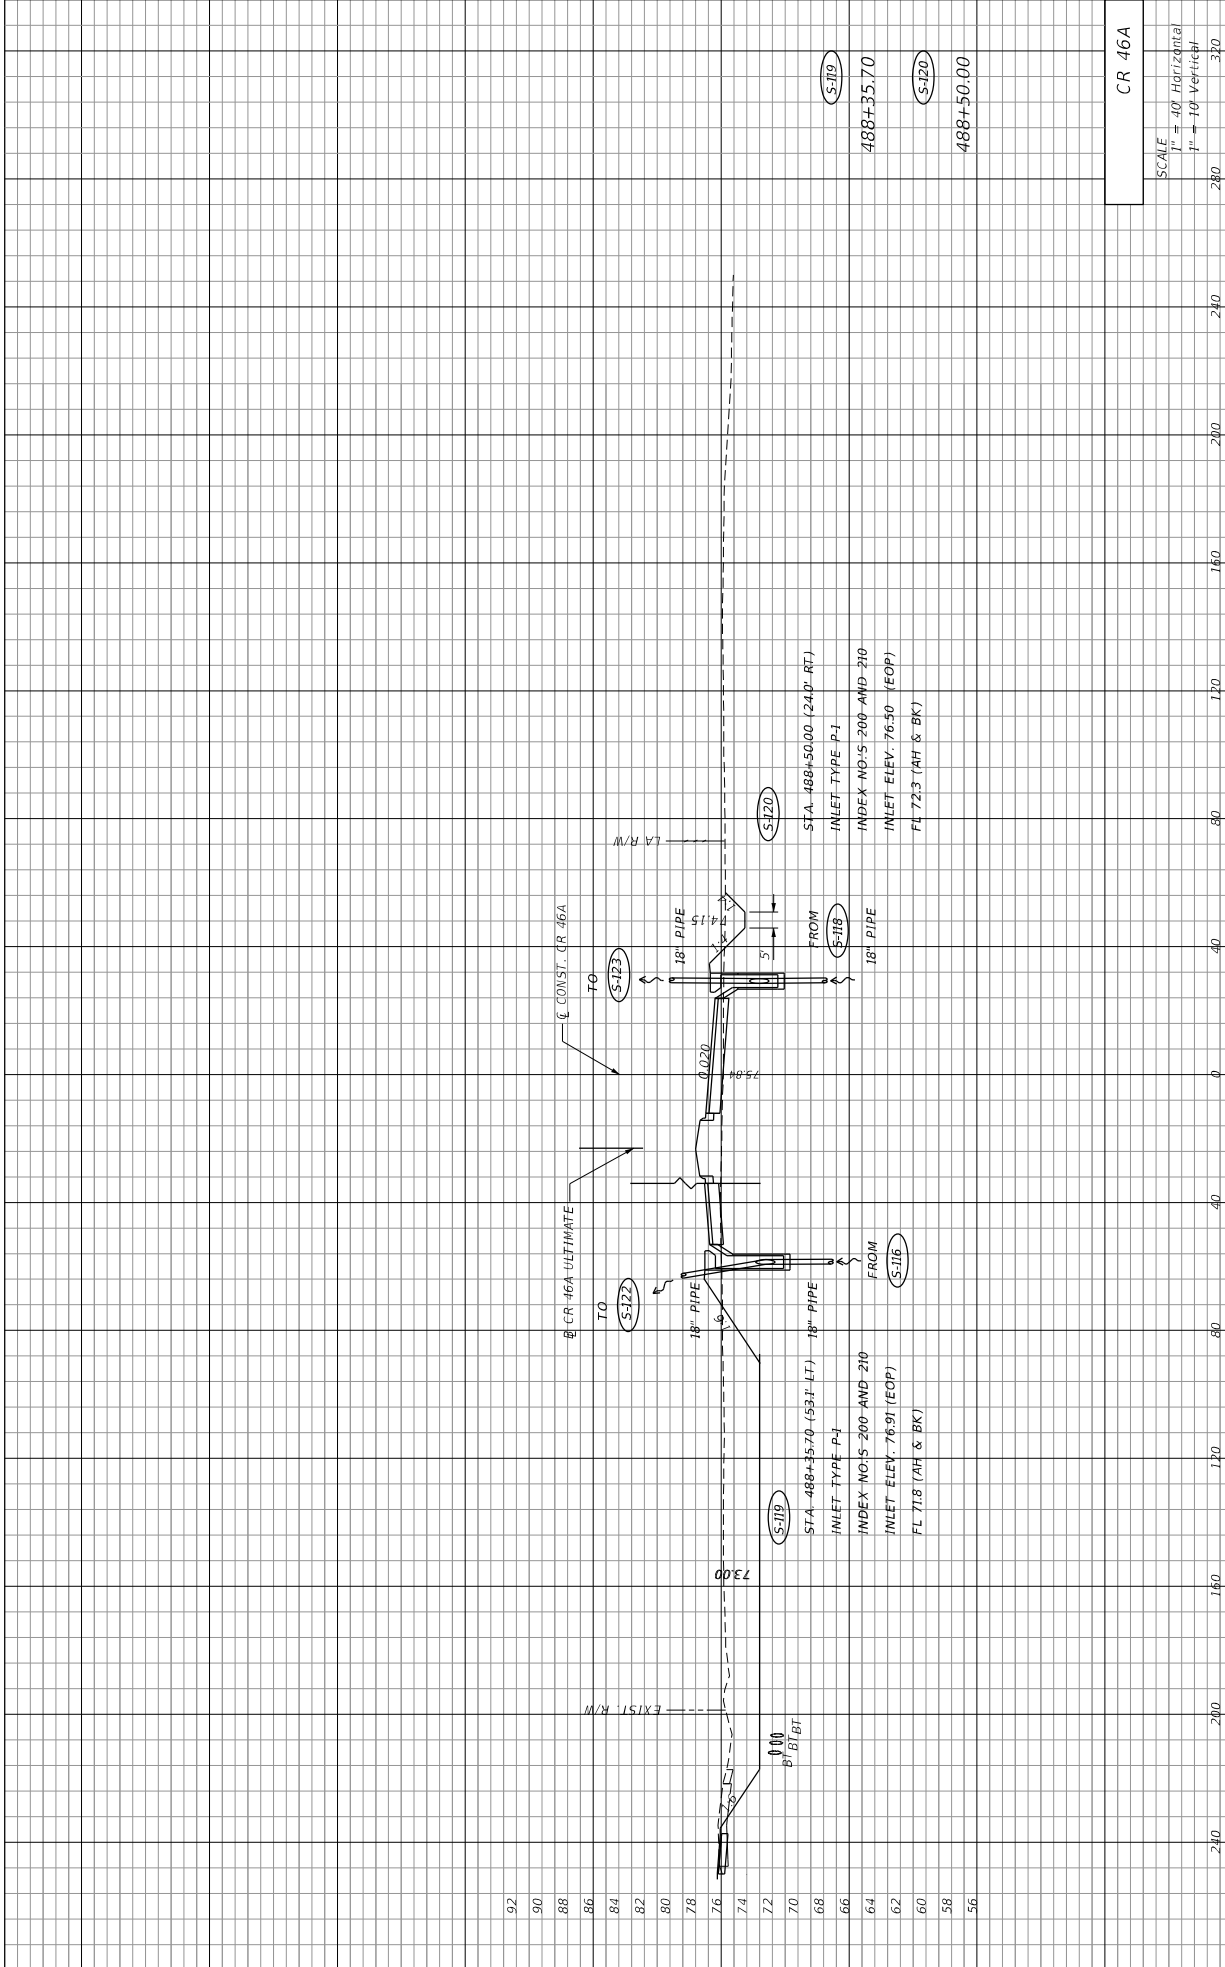 CR 46A
SCALE
1" = 40' Horizontal
1" = 10' Vertical
S-119
488+35.70
S-120
488+50.00
℄ CONST. CR 46A
B CR 46A ULTIMATE
TO
S-122
18" PIPE
TO
S-123
18" PIPE
EXIST. R/W
LA R/W
73.00
75.84
0.020
74.15
5'
18" PIPE
FROM
S-116
FROM
S-118
18" PIPE
BT
BT
BT
S-119
STA. 488+35.70 (53.1' LT.)
INLET TYPE P-1
INDEX NO.'S 200 AND 210
INLET ELEV. 76.91 (EOP)
FL 71.8 (AH & BK)
S-120
STA. 488+50.00 (24.0' RT.)
INLET TYPE P-1
INDEX NO.'S 200 AND 210
INLET ELEV. 76.50 (EOP)
FL 72.3 (AH & BK)
92
90
88
86
84
82
80
78
76
74
72
70
68
66
64
62
60
58
56
240
200
160
120
80
40
0
40
80
120
160
200
240
280
320